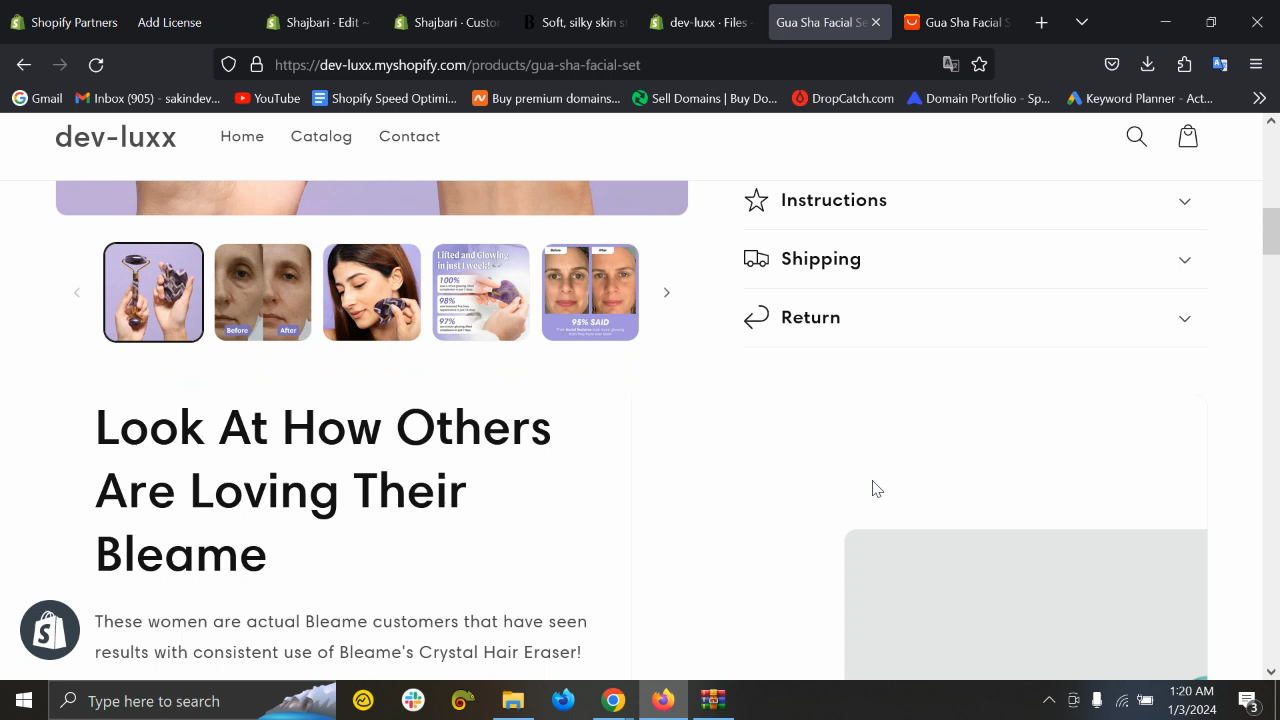 Shopify Partners
Add License
Shajbari · Edit ~
Shajbari · Custo
Soft, silky skin s
dev-luxx · Files ·
Gua Sha Facial Se
Gua Sha Facial S
https://dev-luxx.myshopify.com/products/gua-sha-facial-set
Gmail
Inbox (905) - sakindev...
YouTube
Shopify Speed Optimi...
Buy premium domains...
Sell Domains | Buy Do...
DropCatch.com
Domain Portfolio - Sp...
Keyword Planner - Act...
dev-luxx
Home
Catalog
Contact
Instructions
Shipping
Return
Before
After
Lifted and Glowing
in just 1 week!
100%
98%
97%
Before
After
95% SAID
Look At How Others
Are Loving Their
Bleame
These women are actual Bleame customers that have seen
results with consistent use of Bleame's Crystal Hair Eraser!
Type here to search
1:20 AM
1/3/2024
3